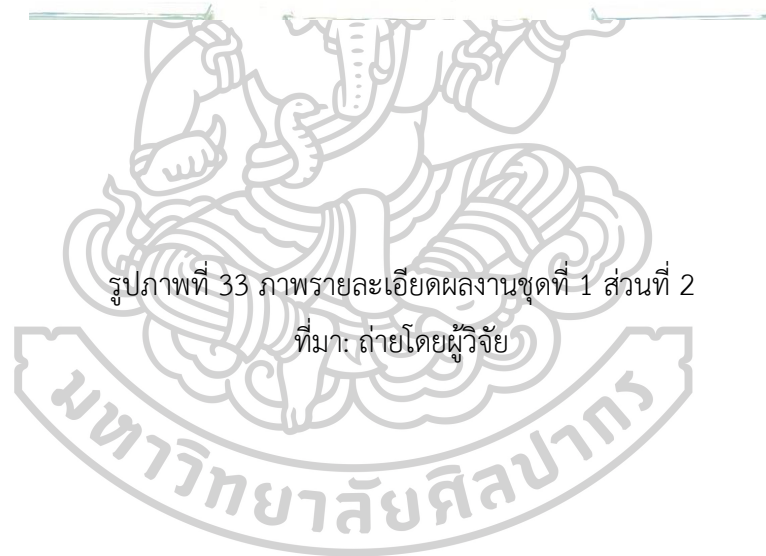 รูปภาพที่ 33 ภาพรายละเอียดผลงานชุดที่ 1 ส่วนที่ 2
ที่มา: ถ่ายโดยผู้วิจัย
มหาวิทยาลัยศิลปากร